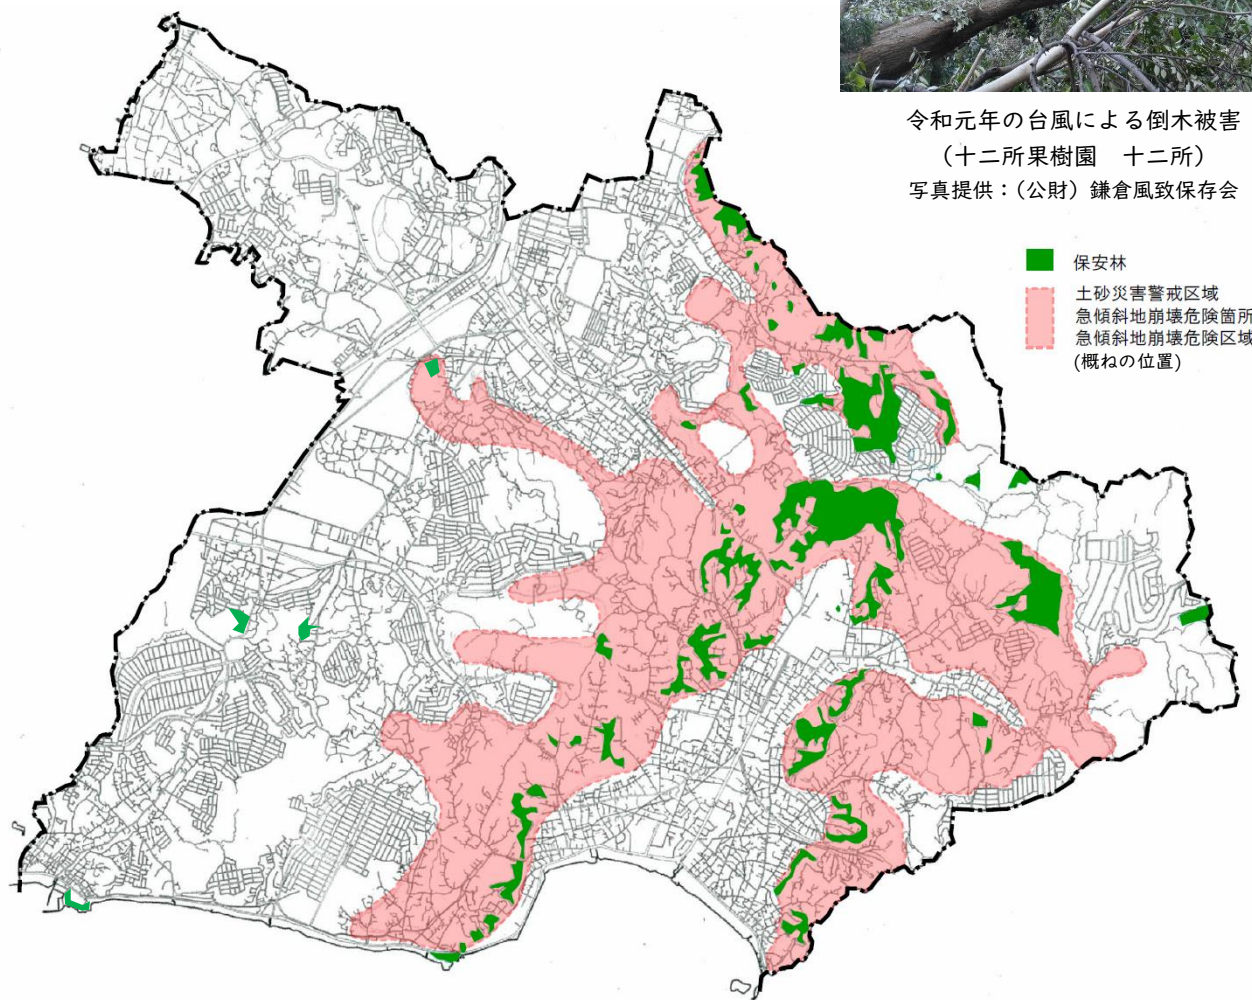 令和元年の台風による倒木被害
（十二所果樹園　十二所）
写真提供：（公財）鎌倉風致保存会
保安林
土砂災害警戒区域
急傾斜地崩壊危険箇所
急傾斜地崩壊危険区域
(概ねの位置)